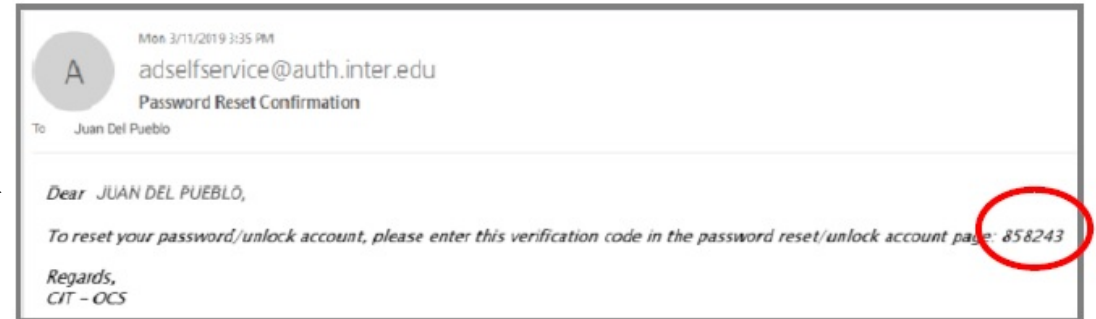 Mon 3/11/2019 3:35 PM
A
adselfservice@auth.inter.edu
Password Reset Confirmation
To Juan Del Pueblo
Dear JUAN DEL PUEBLO,
To reset your password/unlock account, please enter this verification code in the password reset/unlock account page: 858243
Regards,
CIT - OCS